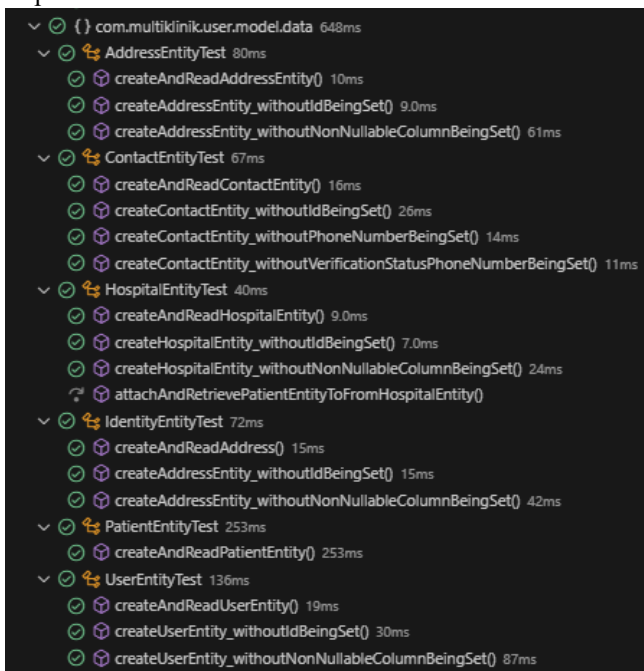 { } com.multiklinik.user.model.data 648ms
AddressEntityTest 80ms
createAndReadAddressEntity() 10ms
createAddressEntity_withoutIdBeingSet() 9.0ms
createAddressEntity_withoutNonNullableColumnBeingSet() 61ms
ContactEntityTest 67ms
createAndReadContactEntity() 16ms
createContactEntity_withoutIdBeingSet() 26ms
createContactEntity_withoutPhoneNumberBeingSet() 14ms
createContactEntity_withoutVerificationStatusPhoneNumberBeingSet() 11ms
HospitalEntityTest 40ms
createAndReadHospitalEntity() 9.0ms
createHospitalEntity_withoutIdBeingSet() 7.0ms
createHospitalEntity_withoutNonNullableColumnBeingSet() 24ms
attachAndRetrievePatientEntityToFromHospitalEntity()
IdentityEntityTest 72ms
createAndReadAddress() 15ms
createAddressEntity_withoutIdBeingSet() 15ms
createAddressEntity_withoutNonNullableColumnBeingSet() 42ms
PatientEntityTest 253ms
createAndReadPatientEntity() 253ms
UserEntityTest 136ms
createAndReadUserEntity() 19ms
createUserEntity_withoutIdBeingSet() 30ms
createUserEntity_withoutNonNullableColumnBeingSet() 87ms